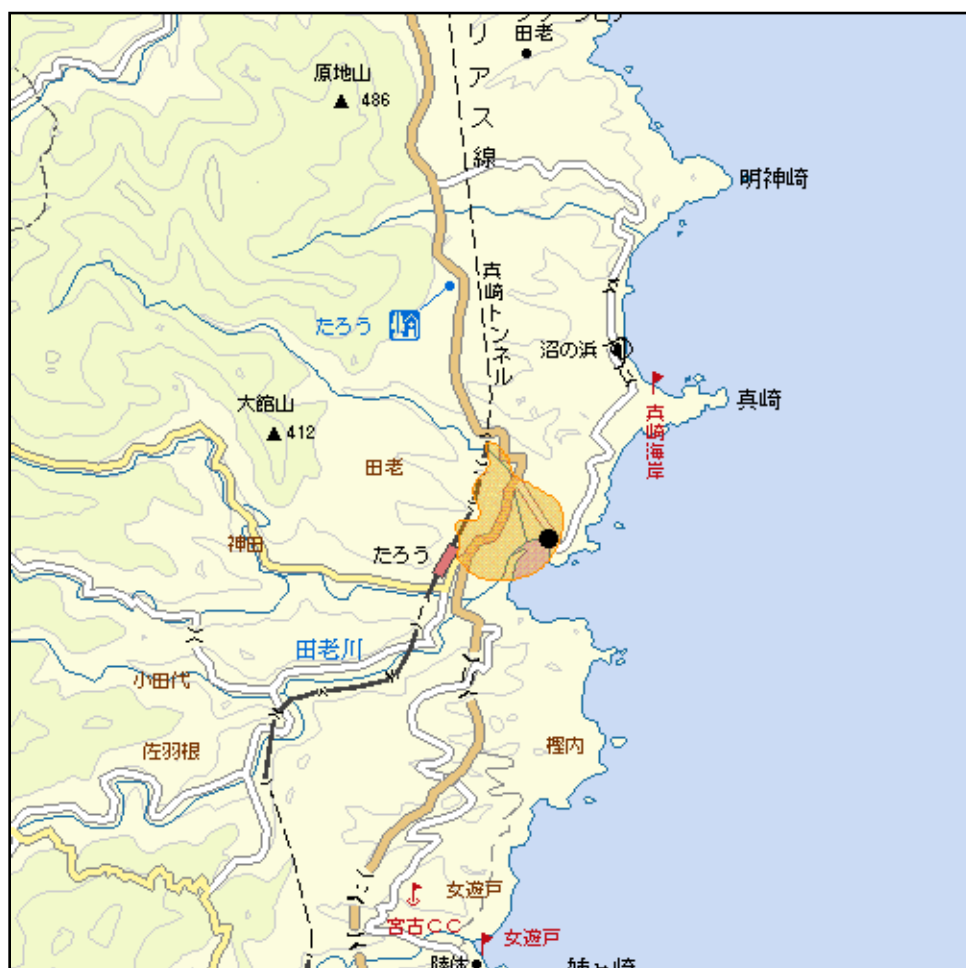 田老
リアス線
原地山
486
明神崎
真崎トンネル
たろう
沼の浜
真崎
真崎海岸
大館山
412
田老
神田
たろう
田老川
小田代
佐羽根
樫内
女遊戸
宮古CC
女遊戸